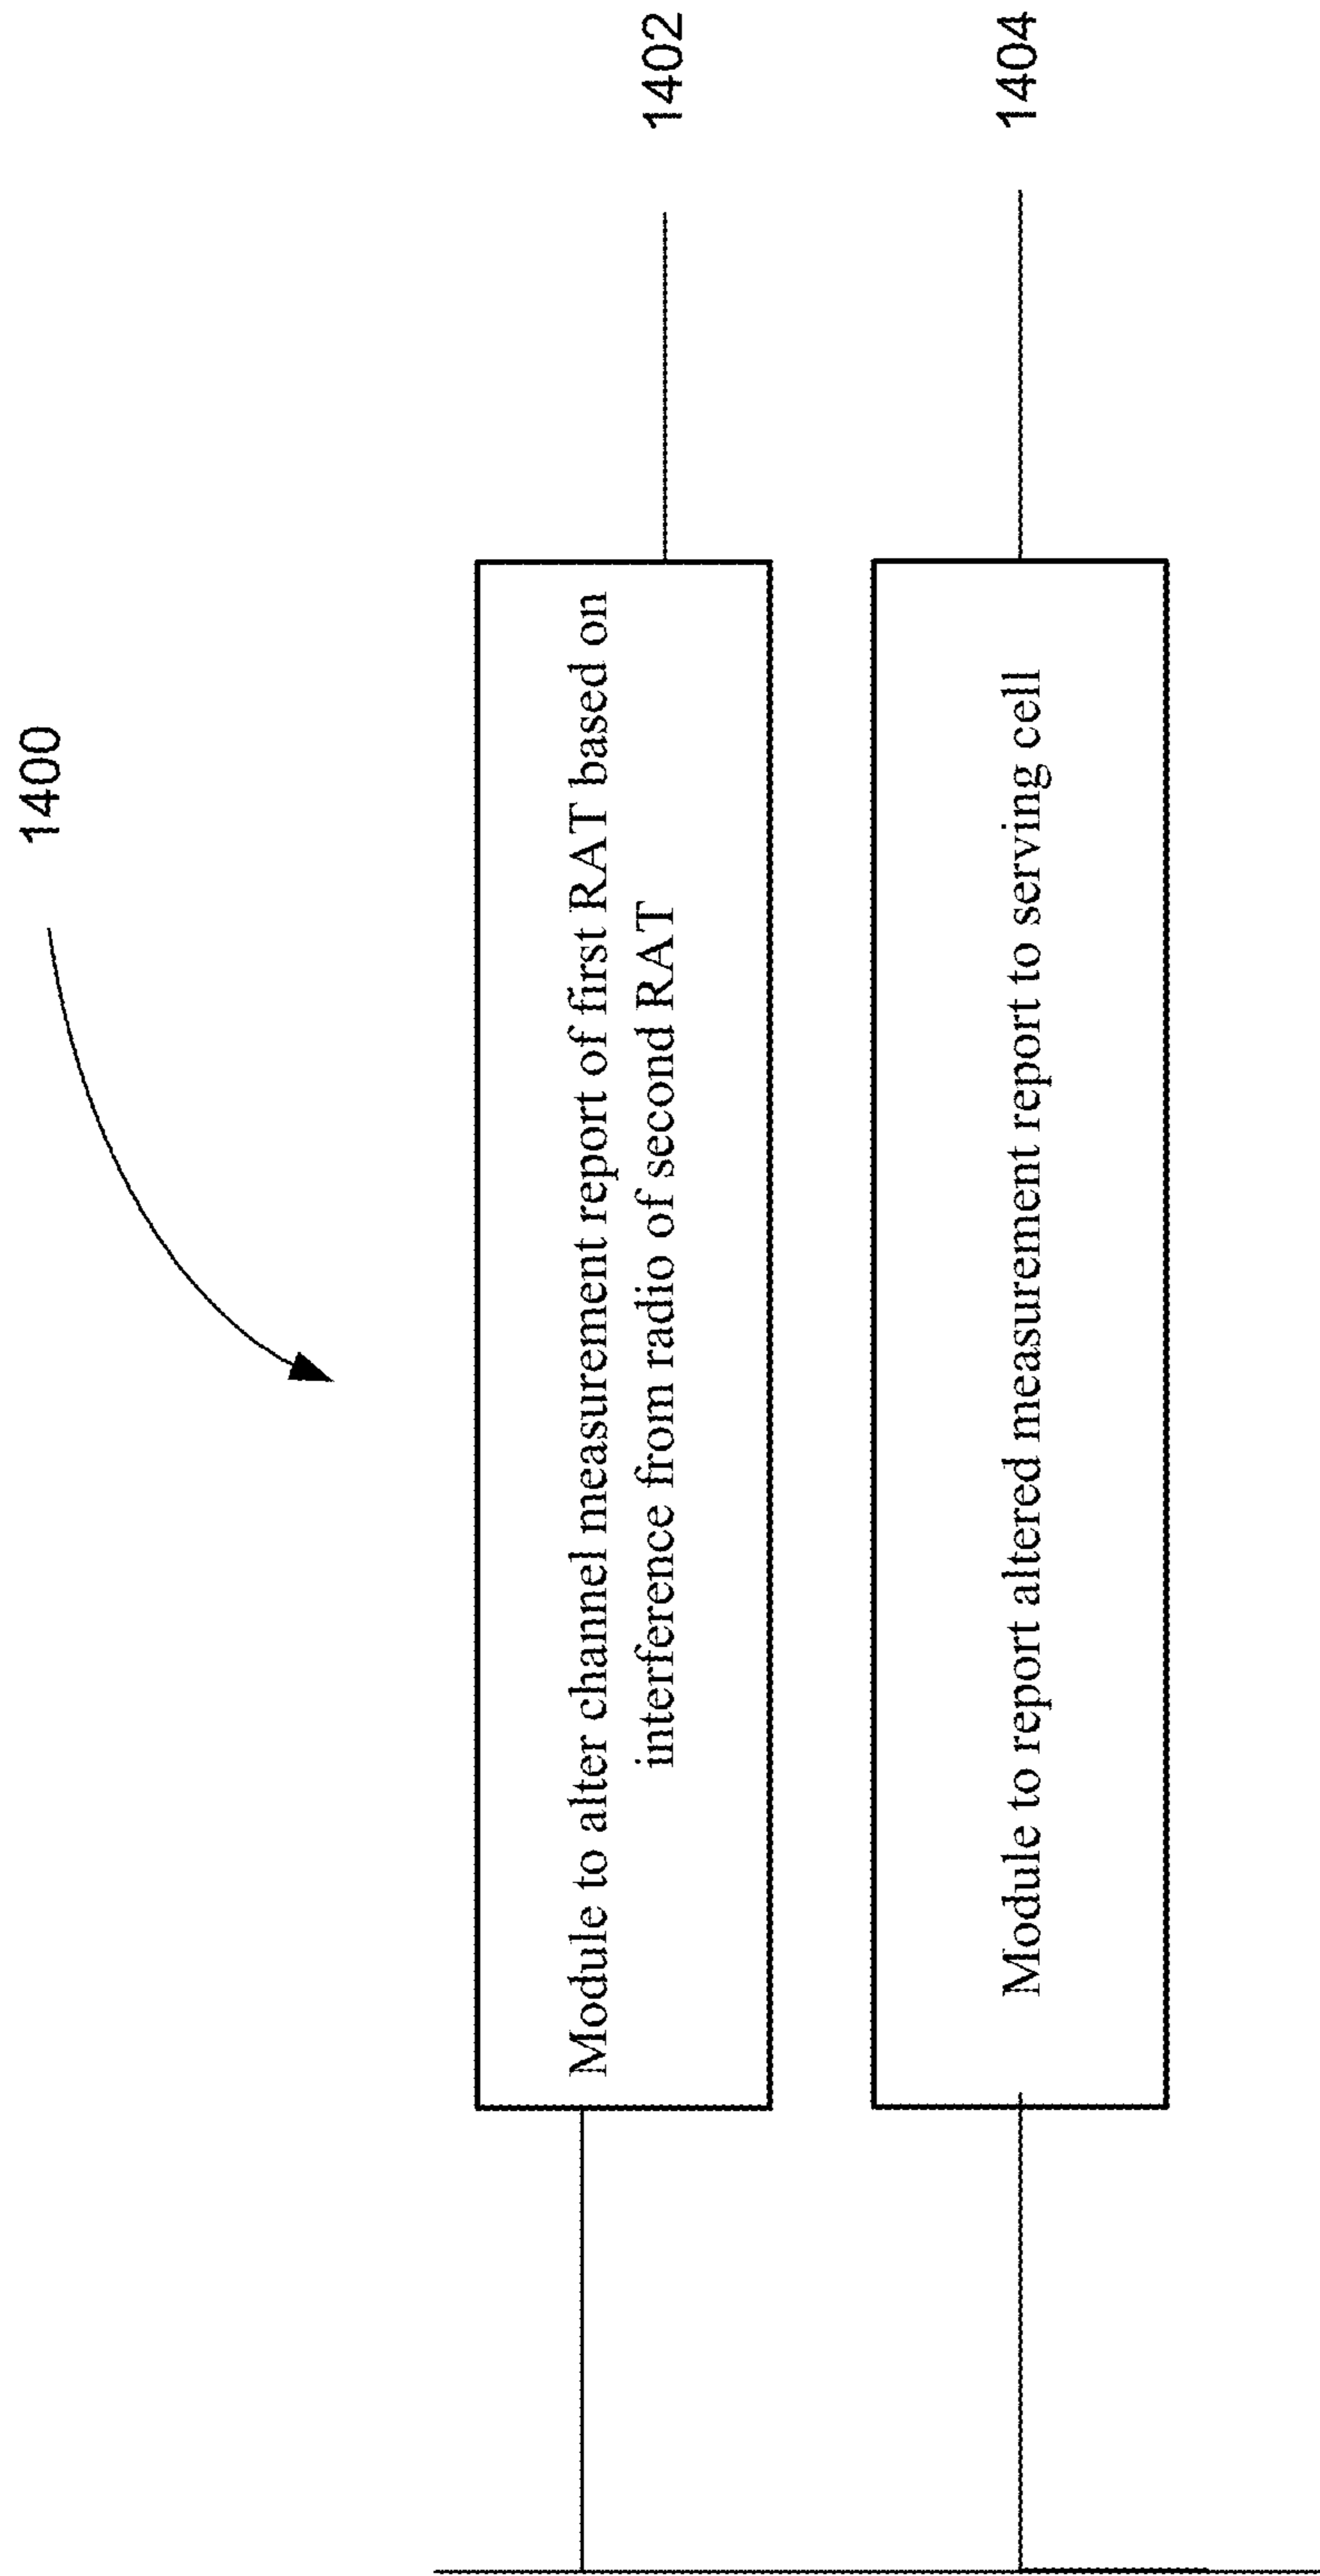 1400
Module to alter channel measurement report of first RAT based on
interference from radio of second RAT
1402
Module to report altered measurement report to serving cell
1404